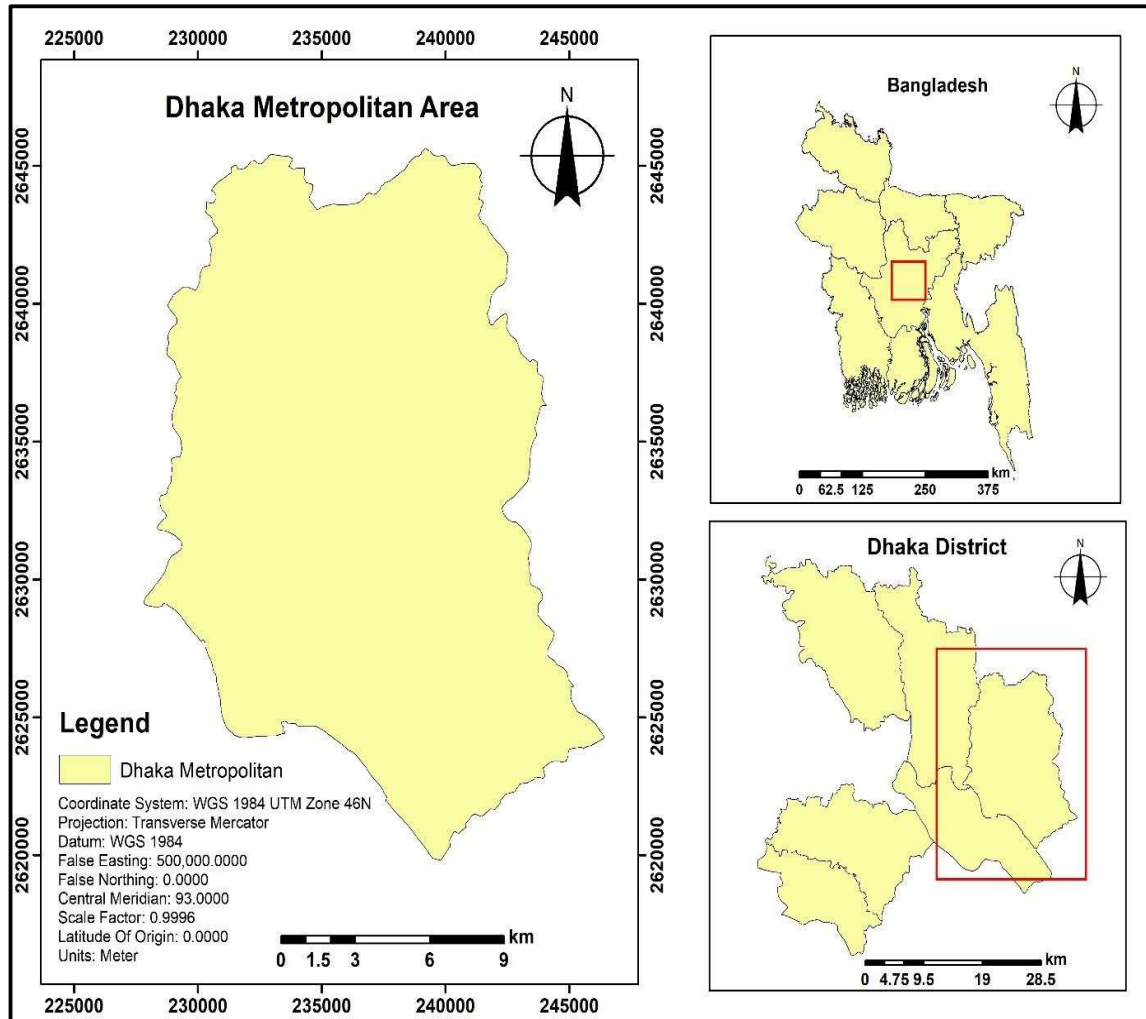 225000 230000 235000 240000 245000
Dhaka Metropolitan Area
N
2645000
2640000
2635000
2630000
2625000
2620000
2645000
2640000
2635000
2630000
2625000
2620000
Legend
Dhaka Metropolitan
Coordinate System: WGS 1984 UTM Zone 46N
Projection: Transverse Mercator
Datum: WGS 1984
False Easting: 500,000.0000
False Northing: 0.0000
Central Meridian: 93.0000
Scale Factor: 0.9996
Latitude Of Origin: 0.0000
Units: Meter
km
0 1.5 3 6 9
225000 230000 235000 240000 245000
Bangladesh
N
km
0 62.5 125 250 375
Dhaka District
N
km
0 4.75 9.5 19 28.5